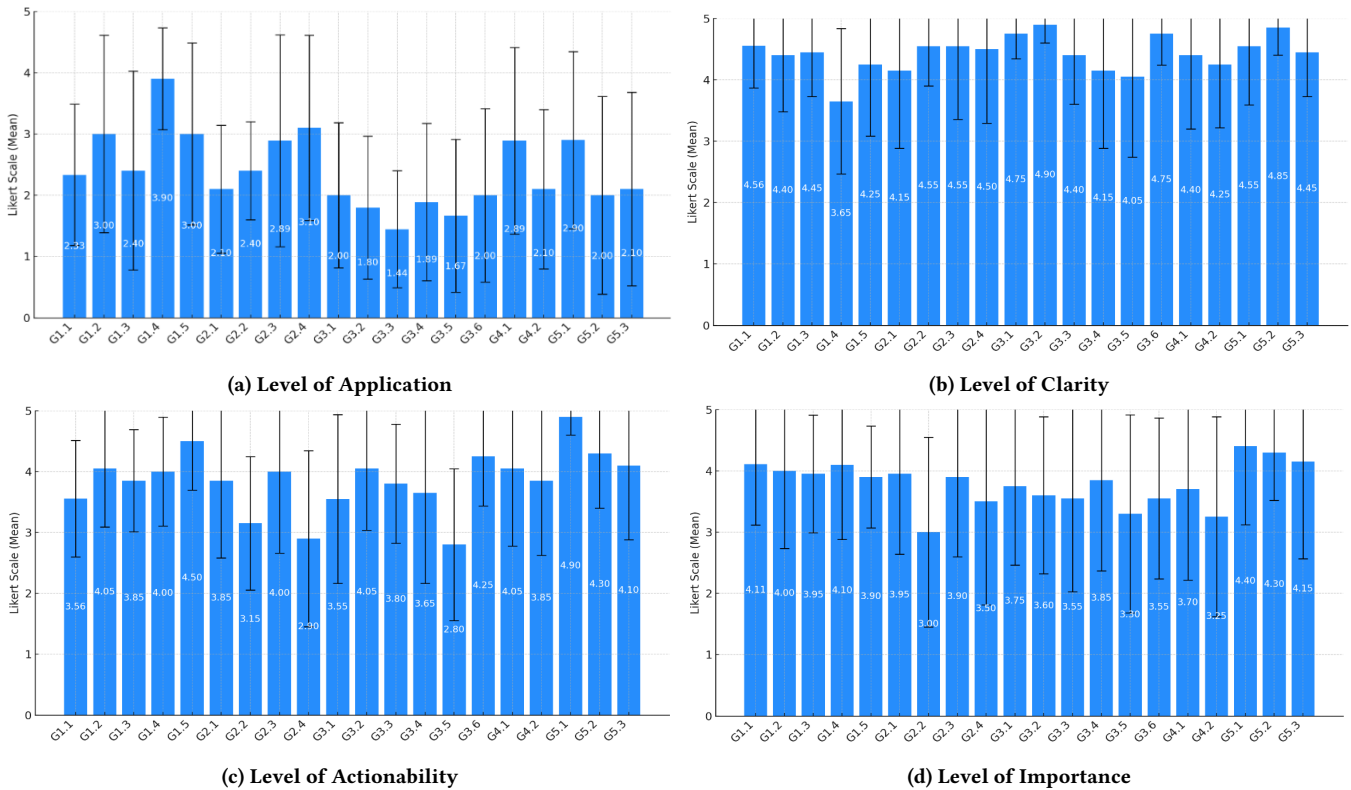 5
4
3
2
1
0
Likert Scale (Mean)
2.33
3.00
2.40
3.90
3.00
2.10
2.40
2.89
3.10
2.00
1.80
1.44
1.89
1.67
2.00
2.89
2.10
2.90
2.00
2.10
G1.1
G1.2
G1.3
G1.4
G1.5
G2.1
G2.2
G2.3
G2.4
G3.1
G3.2
G3.3
G3.4
G3.5
G3.6
G4.1
G4.2
G5.1
G5.2
G5.3
(a) Level of Application
5
4
3
2
1
0
Likert Scale (Mean)
4.56
4.40
4.45
3.65
4.25
4.15
4.55
4.55
4.50
4.75
4.90
4.40
4.15
4.05
4.75
4.40
4.25
4.55
4.85
4.45
G1.1
G1.2
G1.3
G1.4
G1.5
G2.1
G2.2
G2.3
G2.4
G3.1
G3.2
G3.3
G3.4
G3.5
G3.6
G4.1
G4.2
G5.1
G5.2
G5.3
(b) Level of Clarity
5
4
3
2
1
0
Likert Scale (Mean)
3.56
4.05
3.85
4.00
4.50
3.85
3.15
4.00
2.90
3.55
4.05
3.80
3.65
2.80
4.25
4.05
3.85
4.90
4.30
4.10
G1.1
G1.2
G1.3
G1.4
G1.5
G2.1
G2.2
G2.3
G2.4
G3.1
G3.2
G3.3
G3.4
G3.5
G3.6
G4.1
G4.2
G5.1
G5.2
G5.3
(c) Level of Actionability
5
4
3
2
1
0
Likert Scale (Mean)
4.11
4.00
3.95
4.10
3.90
3.95
3.00
3.90
3.50
3.75
3.60
3.55
3.85
3.30
3.55
3.70
3.25
4.40
4.30
4.15
G1.1
G1.2
G1.3
G1.4
G1.5
G2.1
G2.2
G2.3
G2.4
G3.1
G3.2
G3.3
G3.4
G3.5
G3.6
G4.1
G4.2
G5.1
G5.2
G5.3
(d) Level of Importance